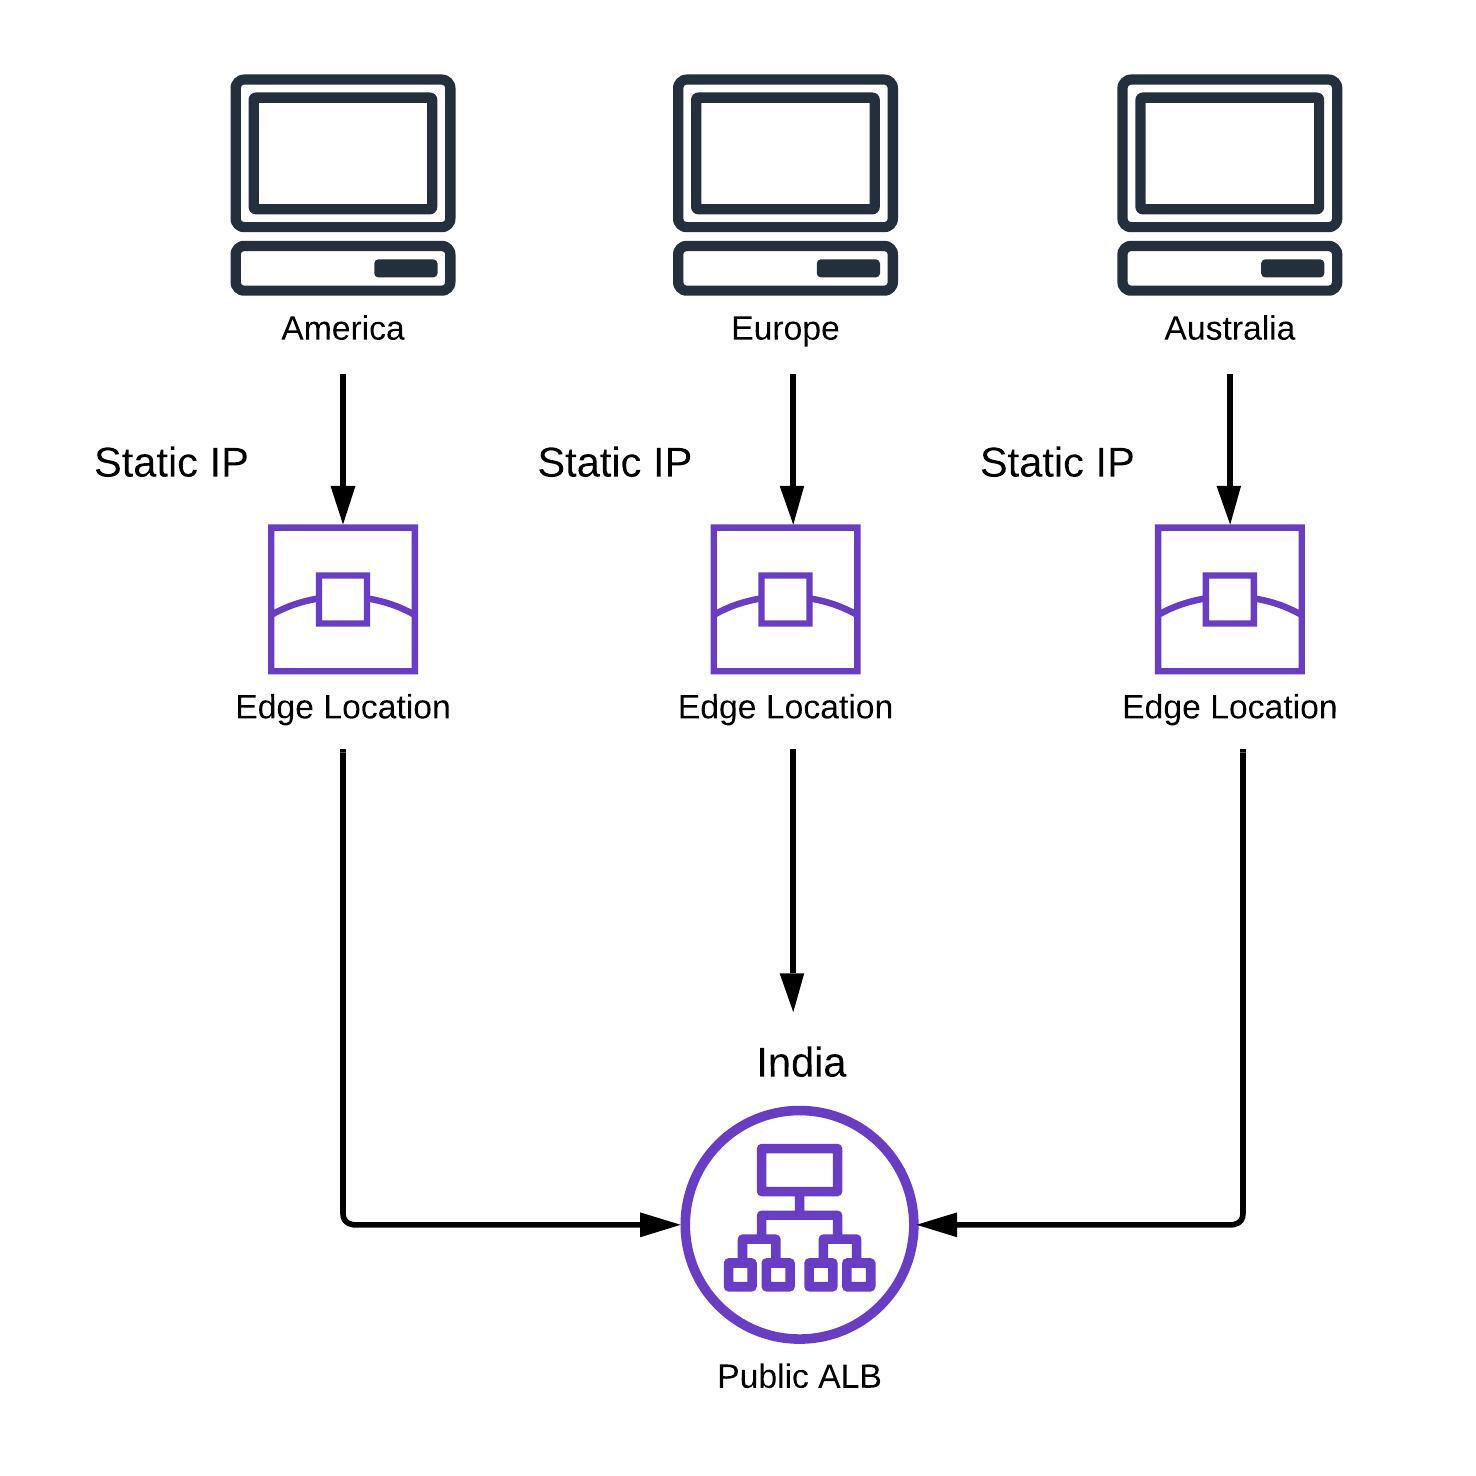 America
Europe
Australia
Static IP
Static IP
Static IP
Edge Location
Edge Location
Edge Location
India
Public ALB